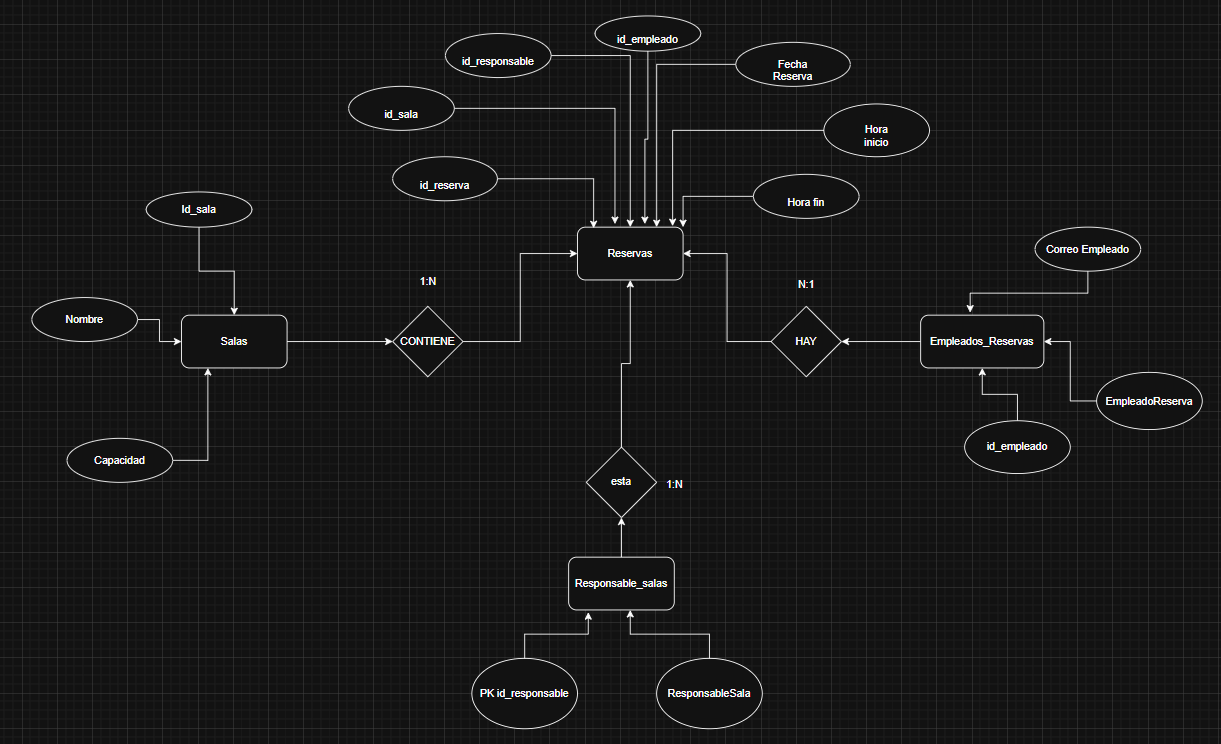 id_empleado
id_responsable
Fecha
Reserva
id_sala
Hora
inicio
id_reserva
Hora fin
Id_sala
Reservas
Correo Empleado
1:N
N:1
Nombre
Salas
CONTIENE
HAY
Empleados_Reservas
EmpleadoReserva
id_empleado
Capacidad
esta
1:N
Responsable_salas
PK id_responsable
ResponsableSala